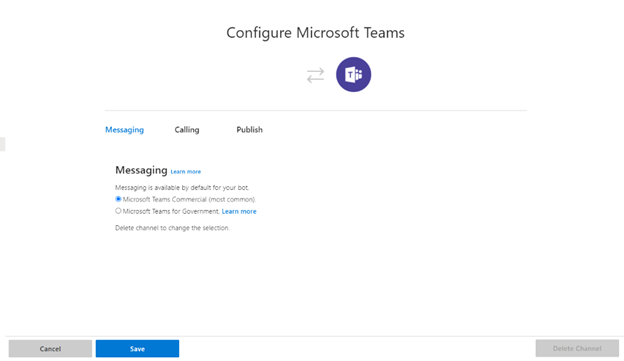 Configure Microsoft Teams
T
Messaging Calling Publish
Messaging Learn more
Messaging is available by default for your bot.
Microsoft Teams Commercial (most common).
Microsoft Teams for Government. Learn more
Delete channel to change the selection.
Cancel Save Delete Channel